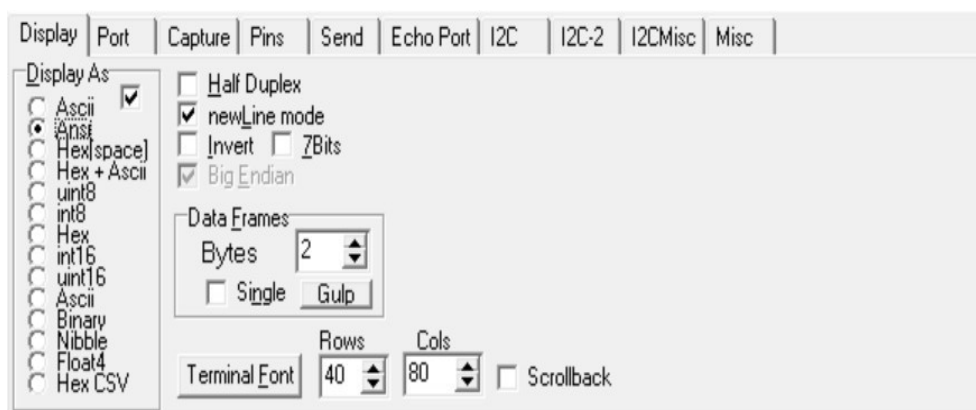 Display Port Capture Pins Send Echo Port I2C I2C-2 I2CMisc Misc
Display As
Ascii
Ansi
Hex[space]
Hex + Ascii
uint8
int8
Hex
int16
uint16
Ascii
Binary
Nibble
Float4
Hex CSV
Half Duplex
newLine mode
Invert 7Bits
Big Endian
Data Frames
Bytes 2
Single Gulp
Rows Cols
Terminal Font 40 80 Scrollback